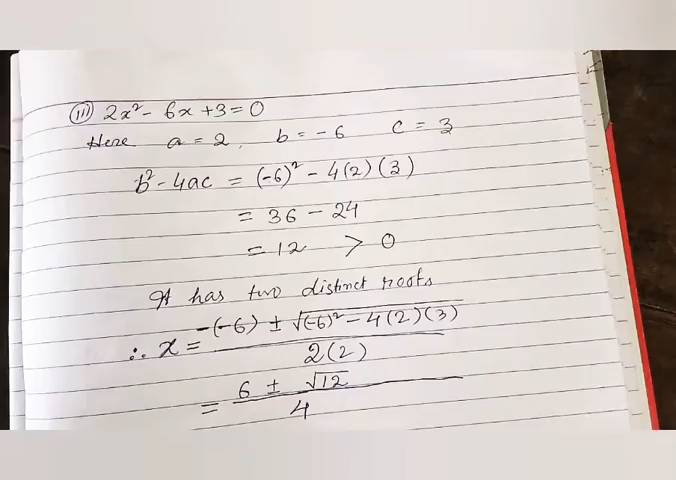 (iii) 2x² - 6x + 3 = 0
Here a = 2, b = -6 c = 3
b² - 4ac = (-6)² - 4(2)(3)
= 36 - 24
= 12 > 0
It has two distinct roots
∴ x = -(-6) ± √(-6)² - 4(2)(3) / 2(2)
= 6 ± √12 / 4